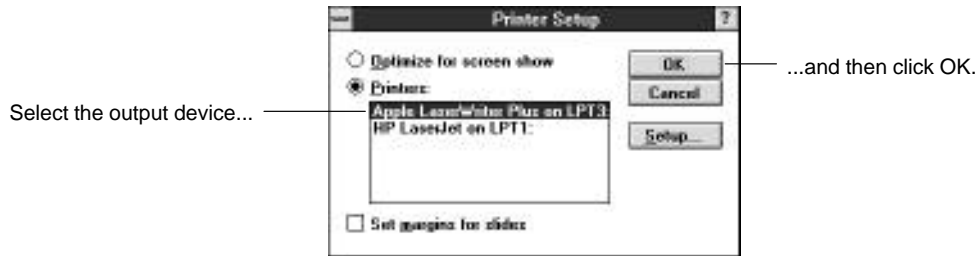 Printer Setup ?
Optimize for screen show
Printers:
Apple LaserWriter Plus on LPT3:
HP LaserJet on LPT1:
Set margins for slides
OK
Cancel
Setup...
Select the output device...
...and then click OK.